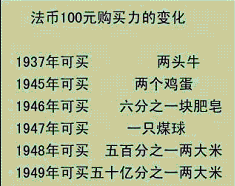 法币100元购买力的变化
1937年可买 两头牛
1945年可买 两个鸡蛋
1946年可买 六分之一块肥皂
1947年可买 一只煤球
1948年可买 五百分之一两大米
1949年可买五十亿分之一两大米